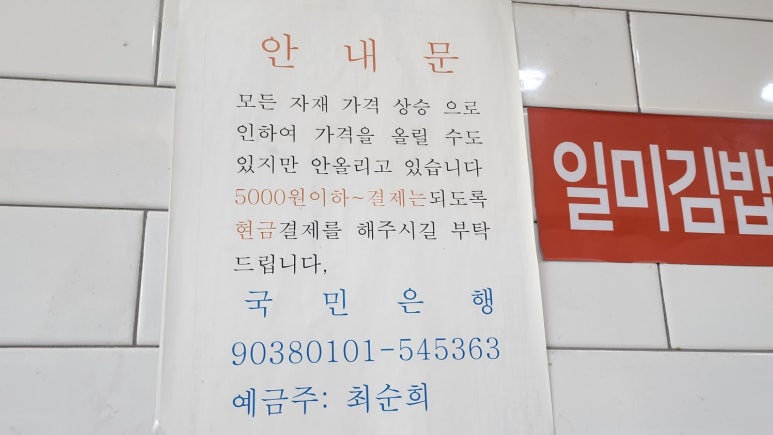 안 내 문
모든 자재 가격 상승 으로
인하여 가격을 올릴 수도
있지만 안올리고 있습니다
5000원이하~결제는되도록
현금결제를 해주시길 부탁
드립니다,
국 민 은 행
90380101-545363
예금주: 최순희
일미김밥